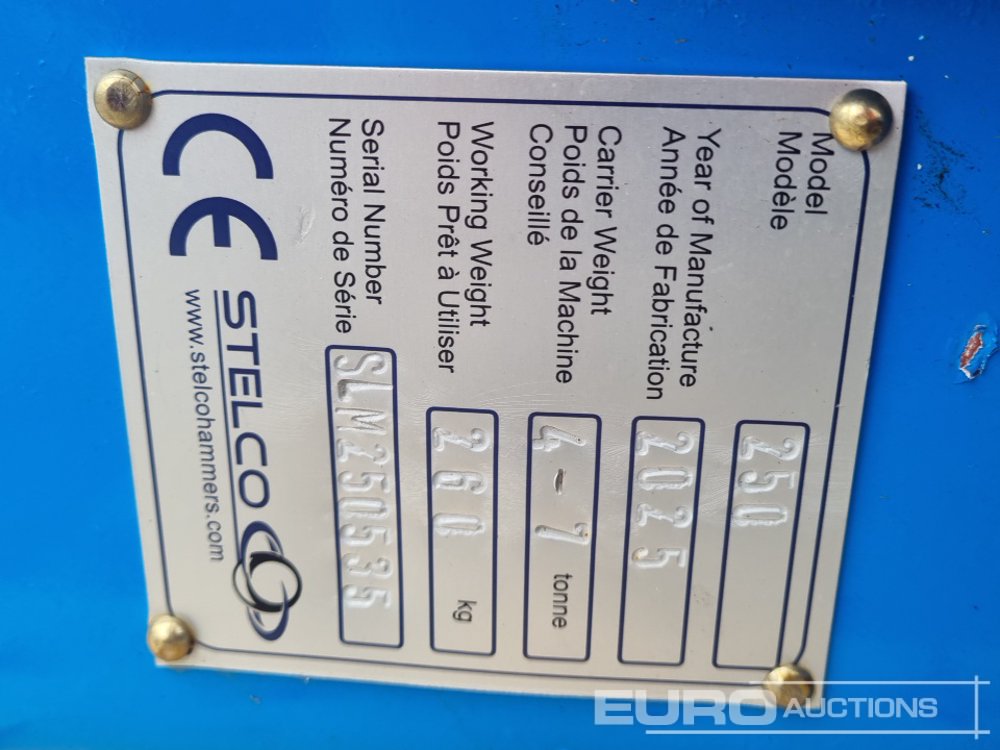 Model
Modèle
250
Year of Manufacture
Année de Fabrication
2025
Carrier Weight
Poids de la Machine
Conseillé
4-7 tonne
Working Weight
Poids Prêt à Utiliser
260 kg
Serial Number
Numéro de Série
SLM250535
CE STELCO
www.stelcohammers.com
EURO AUCTIONS